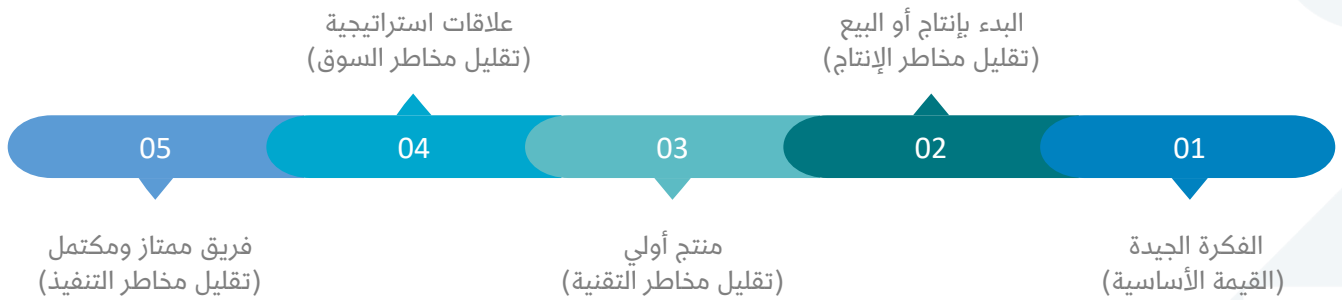 01
الفكرة الجيدة
(القيمة الأساسية)
02
البدء بإنتاج أو البيع
(تقليل مخاطر الإنتاج)
03
منتج أولي
(تقليل مخاطر التقنية)
04
علاقات استراتيجية
(تقليل مخاطر السوق)
05
فريق ممتاز ومكتمل
(تقليل مخاطر التنفيذ)